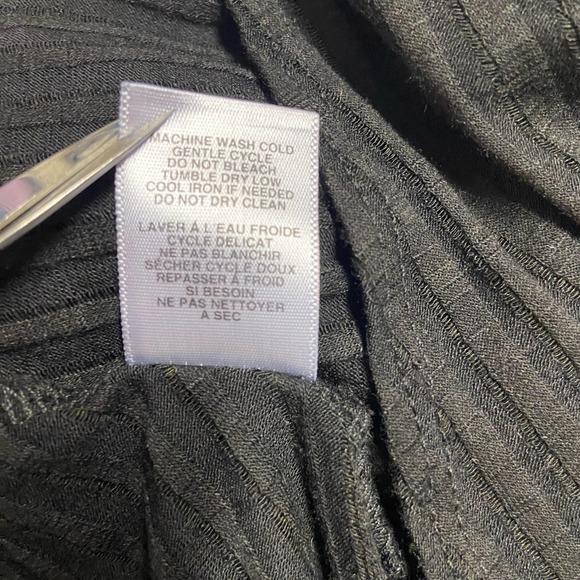 MACHINE WASH COLD
GENTLE CYCLE
DO NOT BLEACH
TUMBLE DRY LOW
COOL IRON IF NEEDED
DO NOT DRY CLEAN
LAVER Á L'EAU FROIDE
CYCLE DELICAT
NE PAS BLANCHIR
SÉCHER CYCLE DOUX
REPASSER Á FROID
SI BESOIN
NE PAS NETTOYER
A SEC